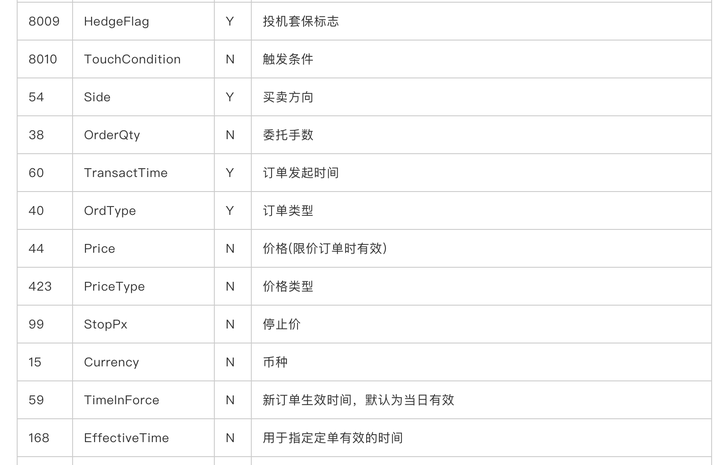 8009 HedgeFlag Y 投机套保标志
8010 TouchCondition N 触发条件
54 Side Y 买卖方向
38 OrderQty N 委托手数
60 TransactTime Y 订单发起时间
40 OrdType Y 订单类型
44 Price N 价格(限价订单时有效)
423 PriceType N 价格类型
99 StopPx N 停止价
15 Currency N 币种
59 TimeInForce N 新订单生效时间，默认为当日有效
168 EffectiveTime N 用于指定定单有效的时间